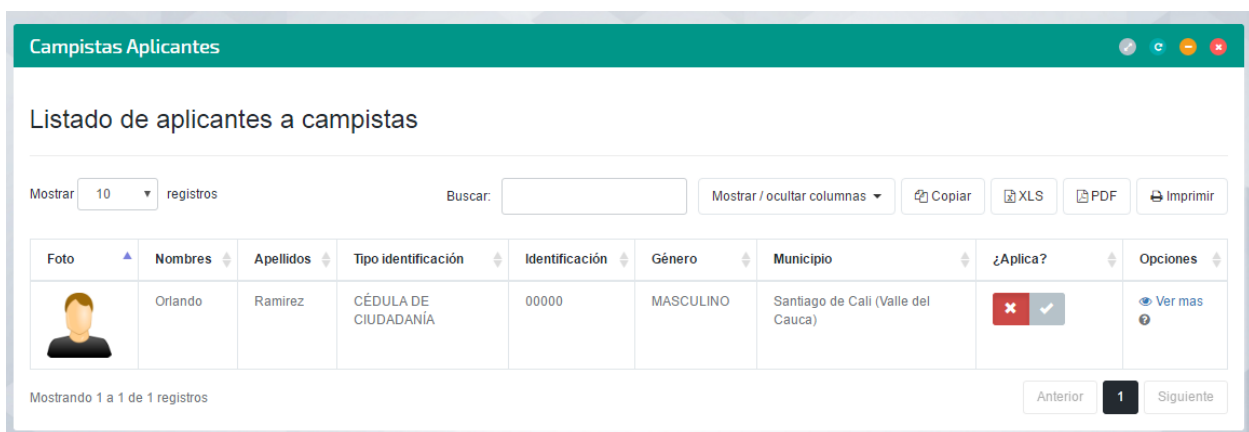 Campistas Aplicantes
Listado de aplicantes a campistas
Mostrar 10 registros Buscar: Mostrar / ocultar columnas Copiar XLS PDF Imprimir
Foto Nombres Apellidos Tipo identificación Identificación Género Municipio ¿Aplica? Opciones
Orlando Ramirez CÉDULA DE 00000 MASCULINO Santiago de Cali (Valle del Ver mas
CIUDADANÍA Cauca)
Mostrando 1 a 1 de 1 registros Anterior 1 Siguiente